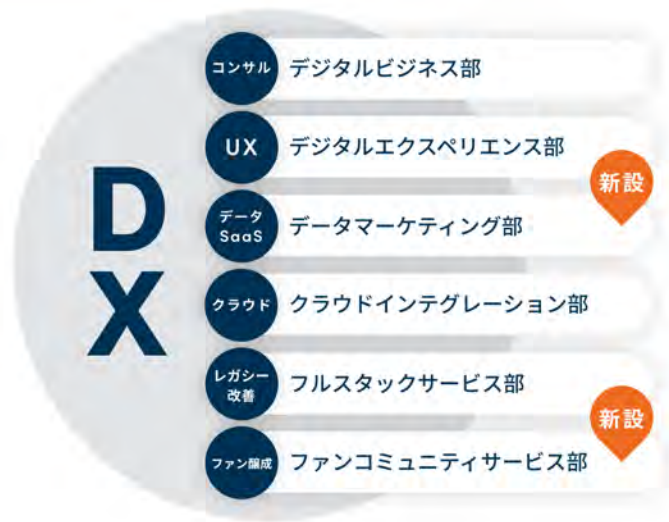 DX
コンサル
デジタルビジネス部
UX
デジタルエクスペリエンス部
新設
データ
SaaS
データマーケティング部
クラウド
クラウドインテグレーション部
レガシー
改善
フルスタックサービス部
新設
ファン醸成
ファンコミュニティサービス部